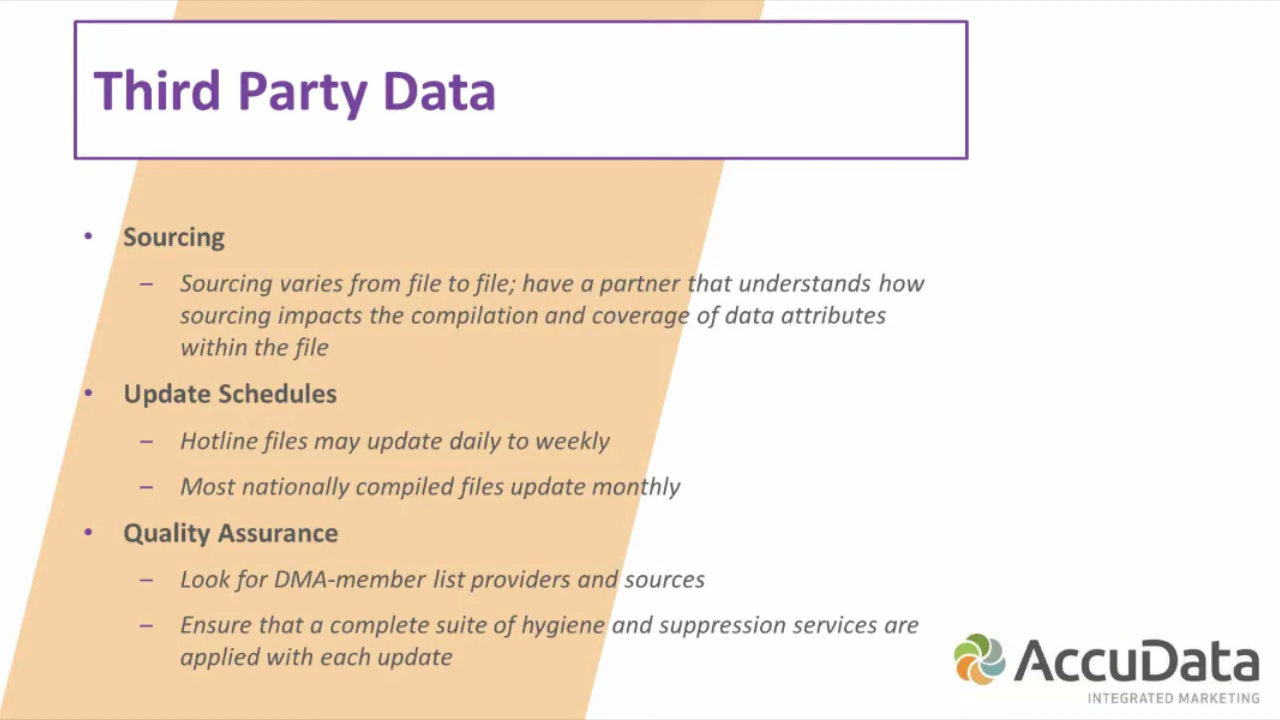 Third Party Data
• Sourcing
– Sourcing varies from file to file; have a partner that understands how
sourcing impacts the compilation and coverage of data attributes
within the file
• Update Schedules
– Hotline files may update daily to weekly
– Most nationally compiled files update monthly
• Quality Assurance
– Look for DMA-member list providers and sources
– Ensure that a complete suite of hygiene and suppression services are
applied with each update
AccuData
INTEGRATED MARKETING